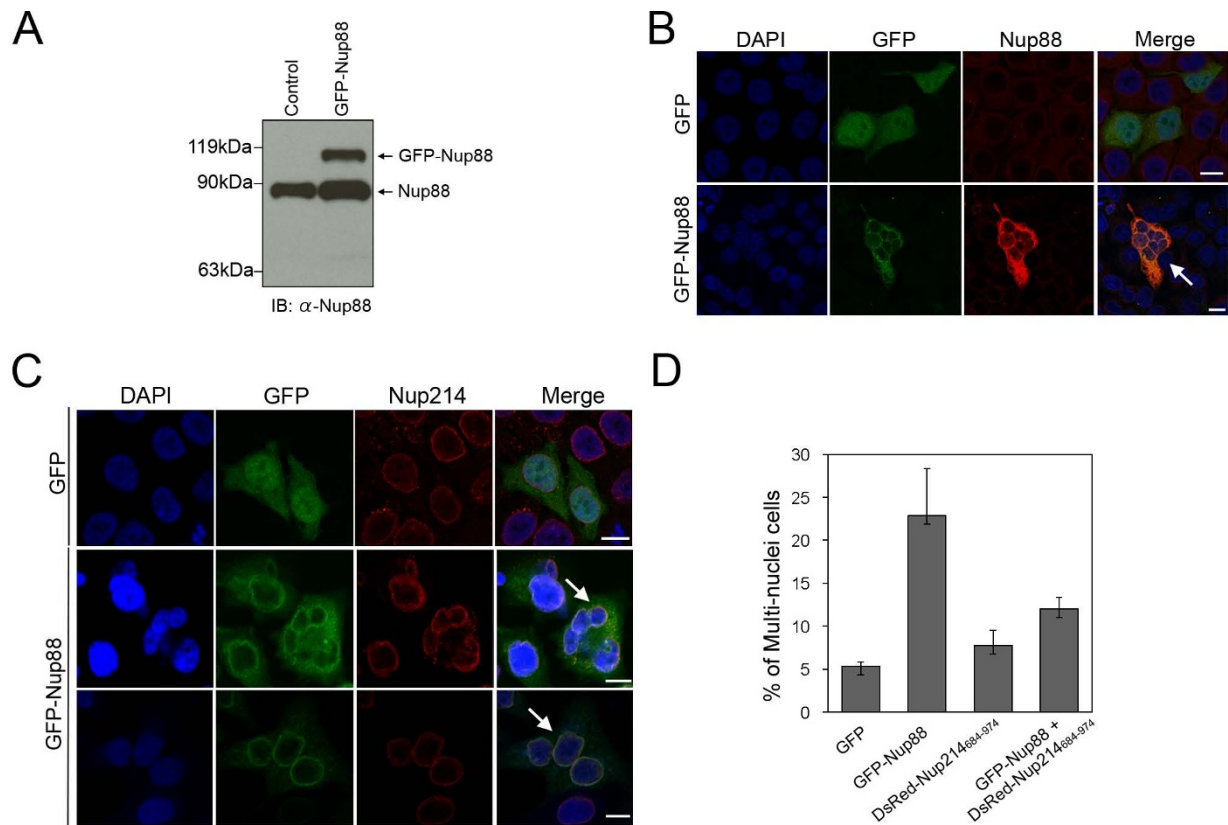 A
Control
GFP-Nup88
119kDa
90kDa
63kDa
GFP-Nup88
Nup88
IB: α-Nup88
B
DAPI GFP Nup88 Merge
GFP
GFP-Nup88
C
DAPI GFP Nup214 Merge
GFP
GFP-Nup88
D
% of Multi-nuclei cells
30
25
20
15
10
5
0
GFP
GFP-Nup88
DsRed-Nup214684-974
GFP-Nup88 +
DsRed-Nup214684-974